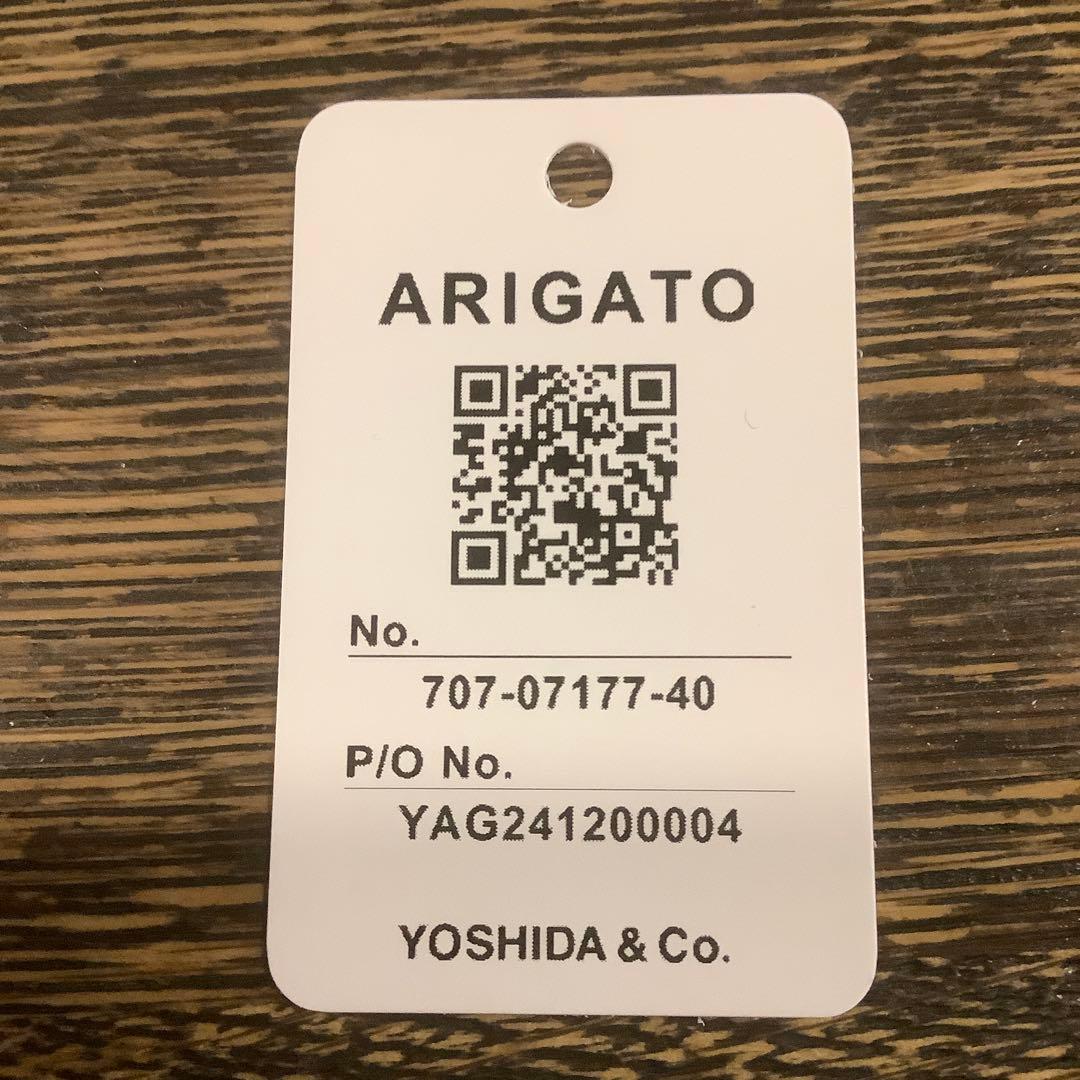 ARIGATO
No.
707-07177-40
P/O No.
YAG241200004
YOSHIDA & Co.